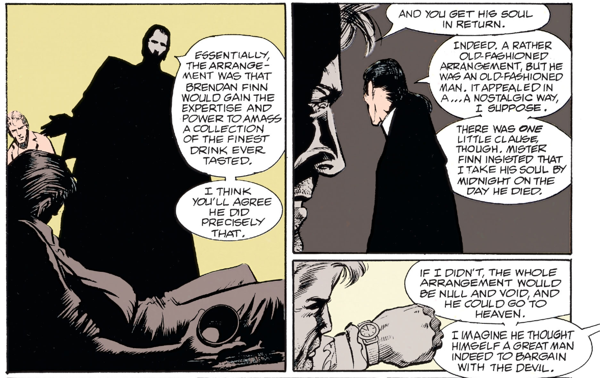 ESSENTIALLY,
THE ARRANGE-
MENT WAS THAT
BRENDAN FINN
WOULD GAIN THE
EXPERTISE AND
POWER TO AMASS
A COLLECTION
OF THE FINEST
DRINK EVER
TASTED.
I THINK
YOU'LL AGREE
HE DID
PRECISELY
THAT.
AND YOU GET HIS SOUL
IN RETURN.
INDEED, A RATHER
OLD-FASHIONED
ARRANGEMENT, BUT HE
WAS AN OLD-FASHIONED
MAN. IT APPEALED IN
A... A NOSTALGIC WAY,
I SUPPOSE.
THERE WAS ONE
LITTLE CLAUSE,
THOUGH. MISTER
FINN INSISTED THAT
I TAKE HIS SOUL BY
MIDNIGHT ON THE
DAY HE DIED.
IF I DIDN'T, THE WHOLE
ARRANGEMENT WOULD
BE NULL AND VOID, AND
HE COULD GO TO
HEAVEN.
I IMAGINE HE THOUGHT
HIMSELF A GREAT MAN
INDEED TO BARGAIN
WITH THE DEVIL.